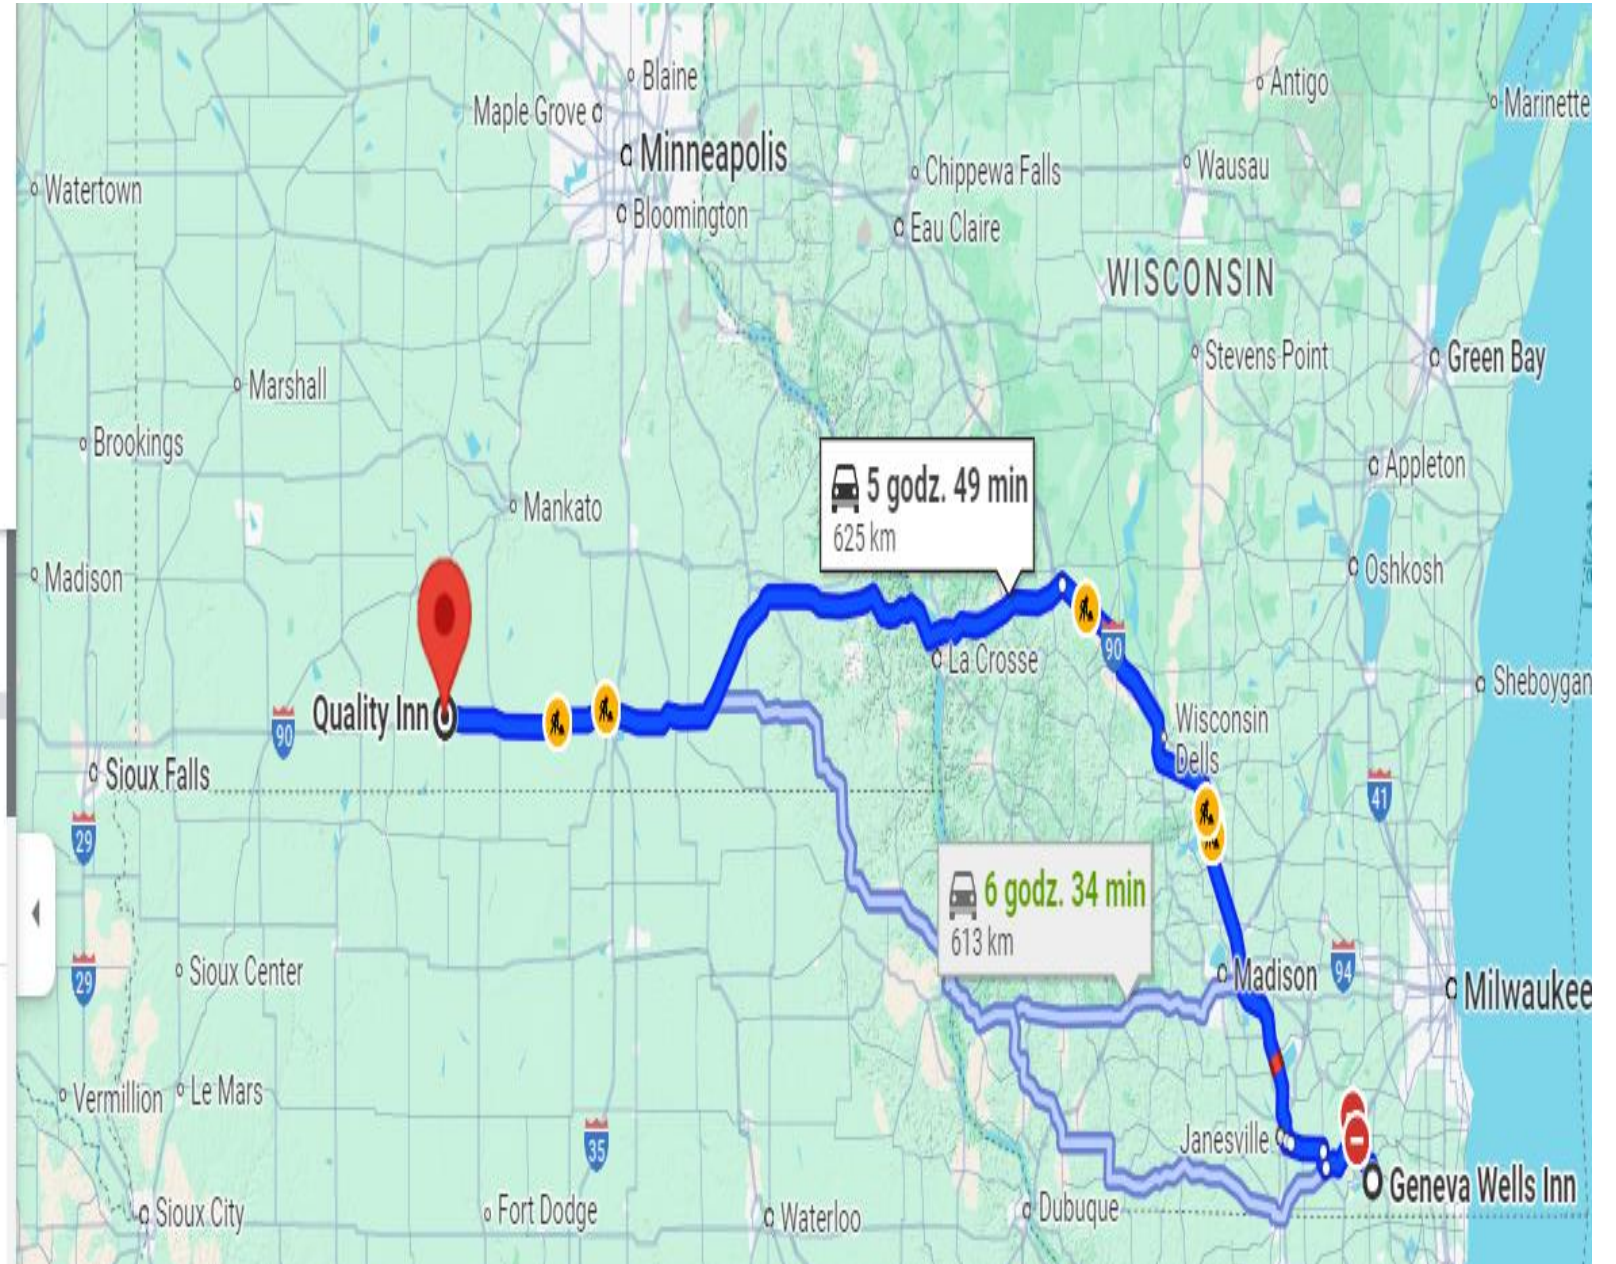 Blaine
Antigo
Maple Grove
Marinette
Minneapolis
Chippewa Falls
Wausau
Watertown
Bloomington
Eau Claire
WISCONSIN
Stevens Point
Green Bay
Marshall
Brookings
Appleton
5 godz. 49 min
625 km
Mankato
Oshkosh
Madison
90
La Crosse
Sheboygan
Quality Inn
90
Wisconsin
Dells
Sioux Falls
41
29
6 godz. 34 min
613 km
Sioux Center
29
Madison
94
Milwaukee
Vermillion
Le Mars
35
Janesville
Geneva Wells Inn
Sioux City
Fort Dodge
Waterloo
Dubuque